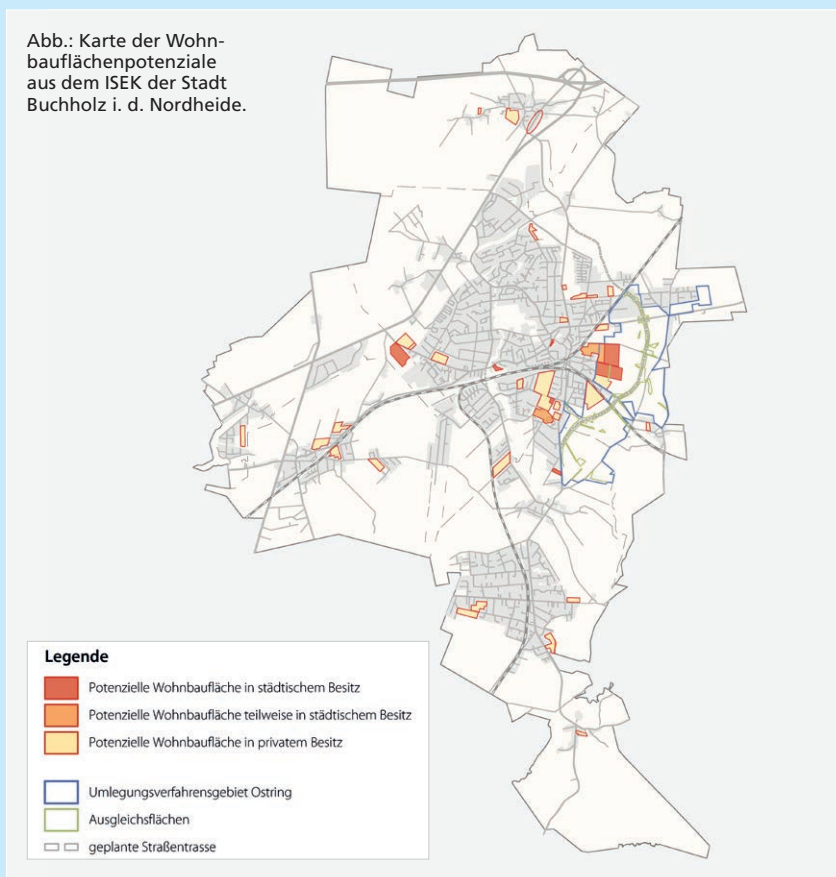 Abb.: Karte der Wohn-
bauflächenpotenziale
aus dem ISEK der Stadt
Buchholz i. d. Nordheide.
Legende
Potenzielle Wohnbaufläche in städtischem Besitz
Potenzielle Wohnbaufläche teilweise in städtischem Besitz
Potenzielle Wohnbaufläche in privatem Besitz
Umlegungsverfahrensgebiet Ostring
Ausgleichsflächen
geplante Straßentrasse